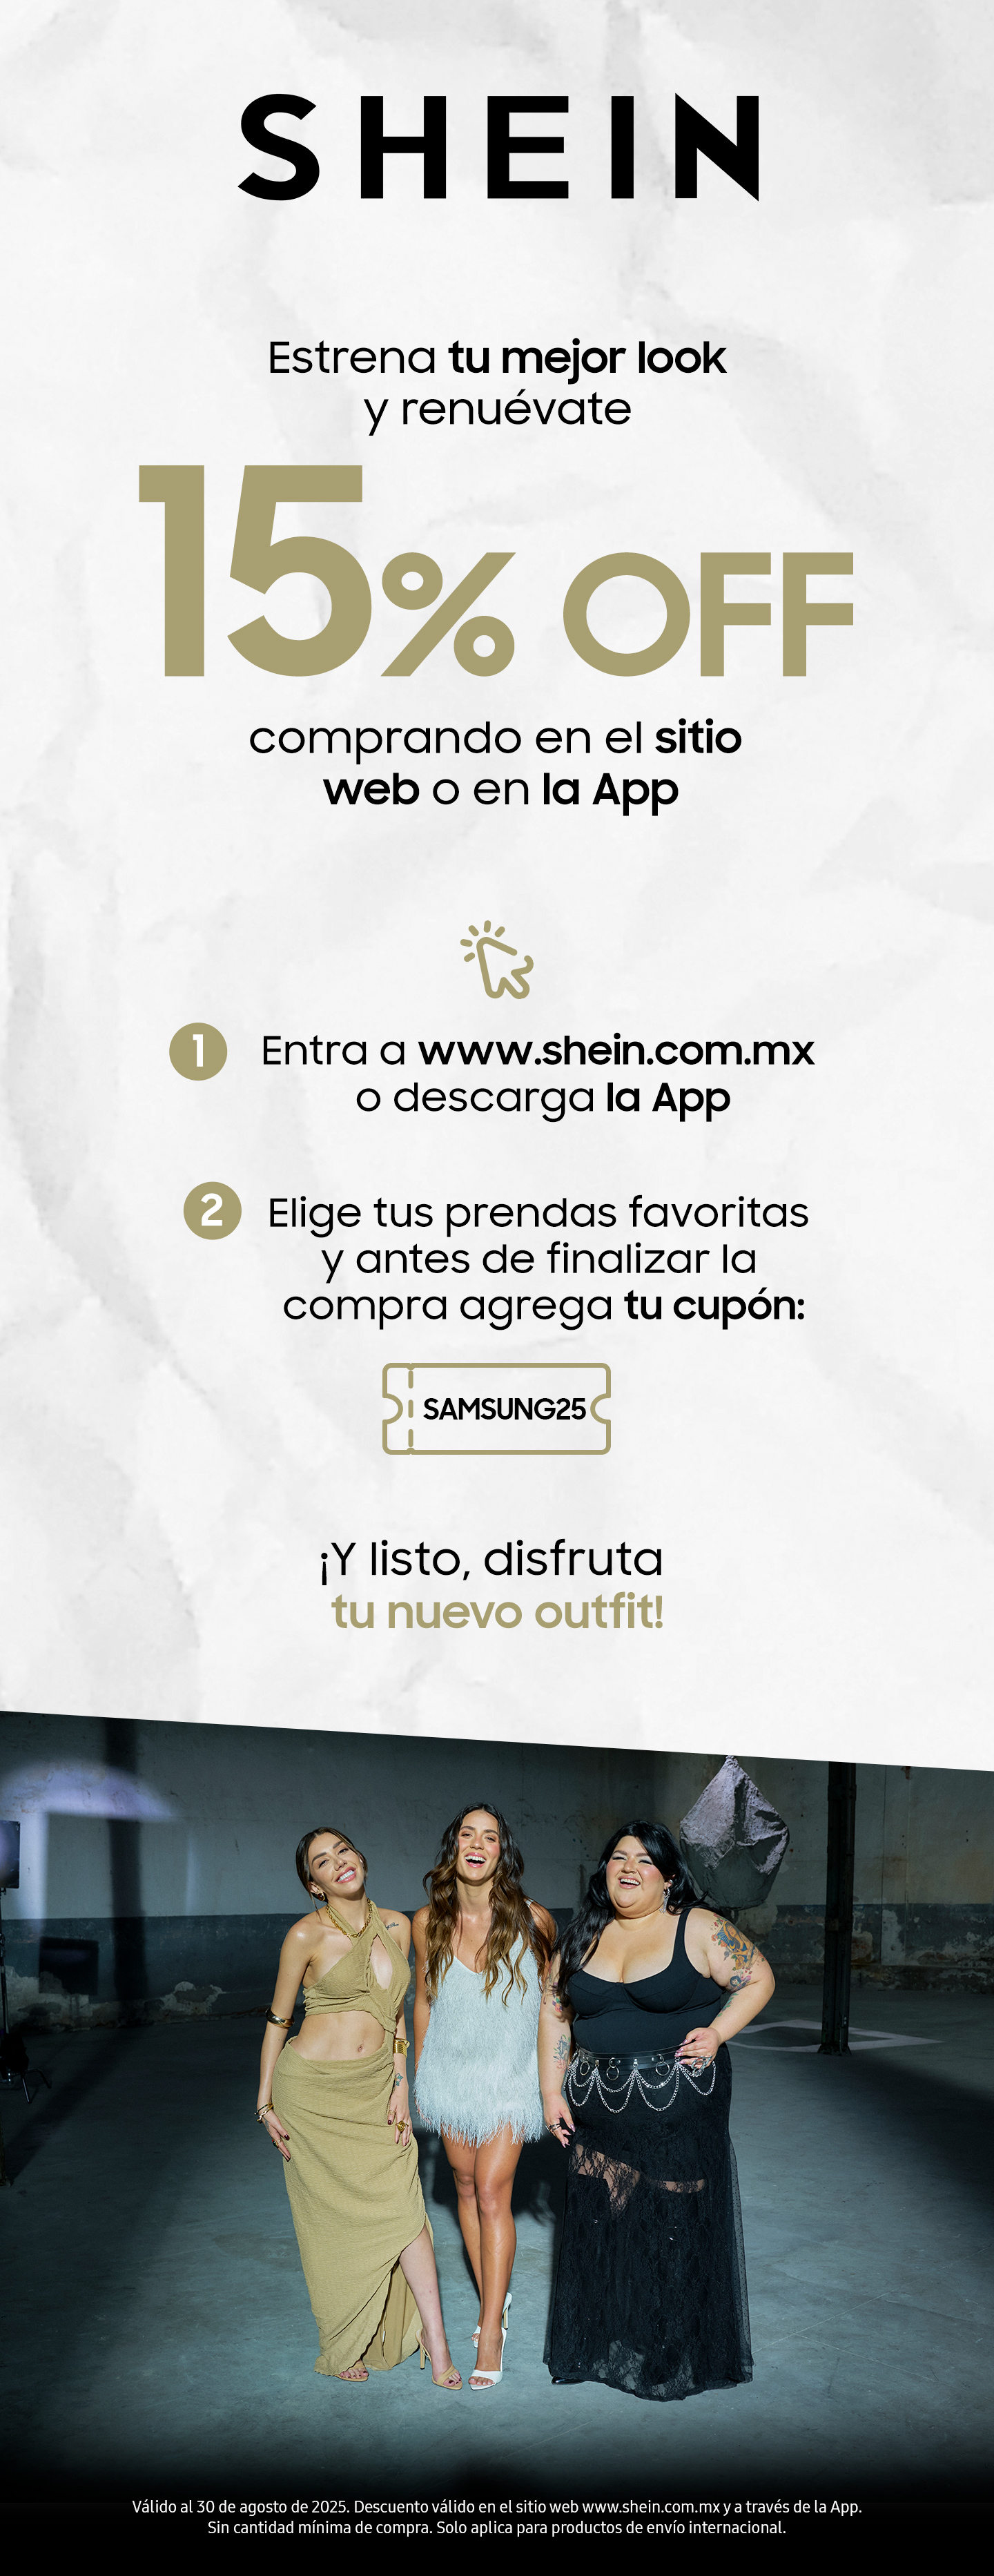 SHEIN
Estrena tu mejor look
y renuévate
15% OFF
comprando en el sitio
web o en la App
1 Entra a www.shein.com.mx
o descarga la App
2 Elige tus prendas favoritas
y antes de finalizar la
compra agrega tu cupón:
SAMSUNG25
¡Y listo, disfruta
tu nuevo outfit!
Válido al 30 de agosto de 2025. Descuento válido en el sitio web www.shein.com.mx y a través de la App.
Sin cantidad mínima de compra. Solo aplica para productos de envío internacional.